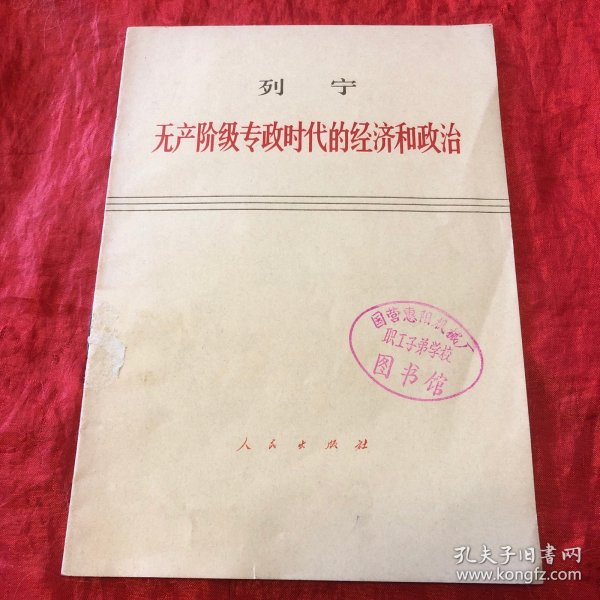 列 宁
无产阶级专政时代的经济和政治
国营惠阳机械厂
职工子弟学校
图书馆
人民出版社
孔夫子旧书网
www.kongfz.com